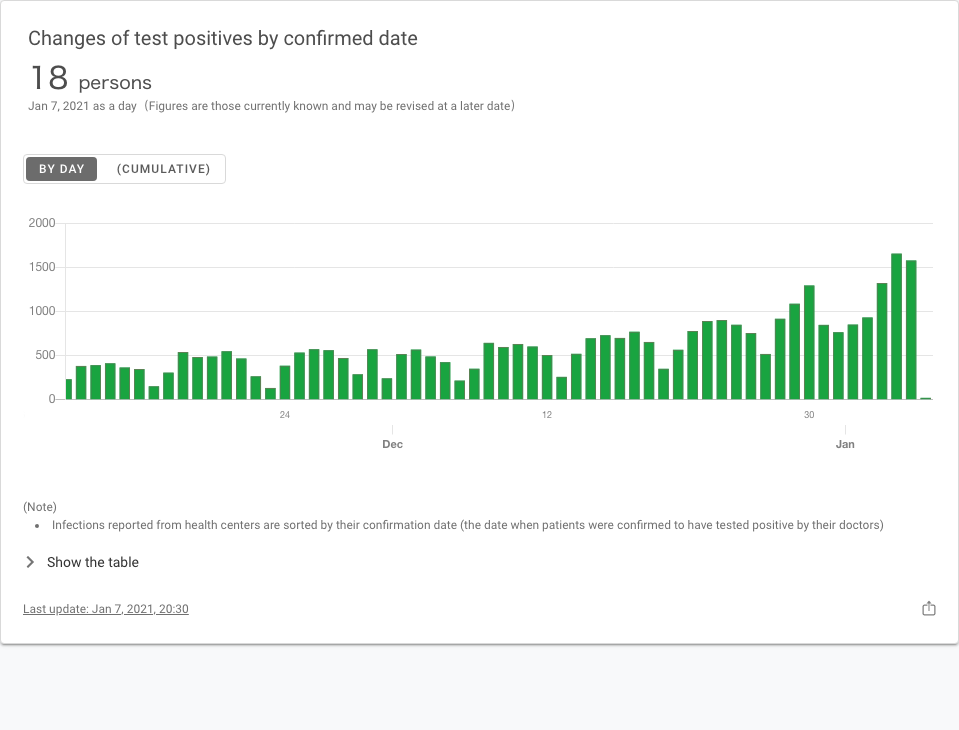 Changes of test positives by confirmed date
18 persons
Jan 7, 2021 as a day（Figures are those currently known and may be revised at a later date）
BY DAY (CUMULATIVE)
2000
1500
1000
500
0
24 12 30
Dec Jan
(Note)
• Infections reported from health centers are sorted by their confirmation date (the date when patients were confirmed to have tested positive by their doctors)
Show the table
Last update: Jan 7, 2021, 20:30